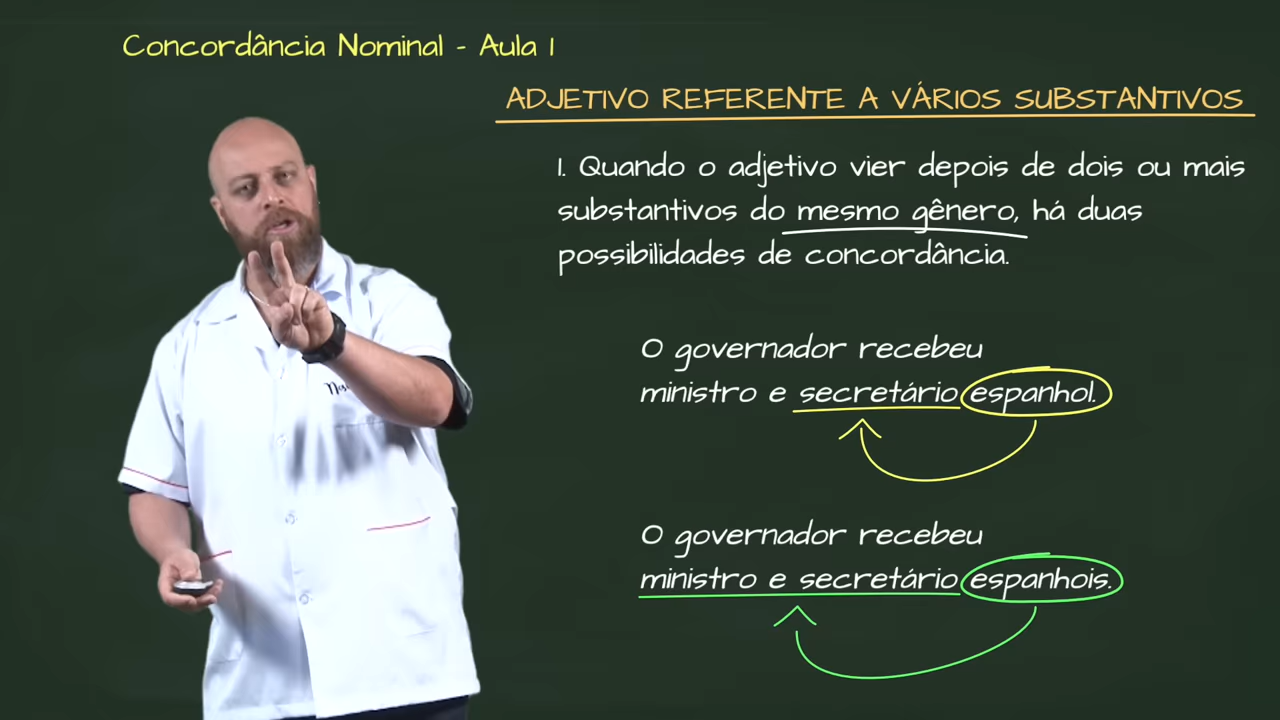 Concordância Nominal - Aula 1
ADJETIVO REFERENTE A VÁRIOS SUBSTANTIVOS
1. Quando o adjetivo vier depois de dois ou mais
substantivos do mesmo gênero, há duas
possibilidades de concordância.
O governador recebeu
ministro e secretário espanhol.
O governador recebeu
ministro e secretário espanhois.